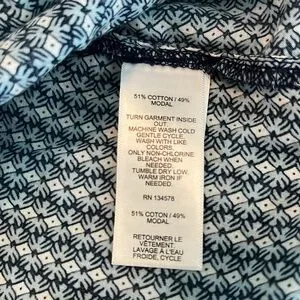 51% COTTON / 49%
MODAL
TURN GARMENT INSIDE
OUT.
MACHINE WASH COLD
GENTLE CYCLE.
WASH WITH LIKE
COLORS.
ONLY NON-CHLORINE
BLEACH WHEN
NEEDED.
TUMBLE DRY LOW.
WARM IRON IF
NEEDED.
RN 134578
51% COTON / 49%
MODAL
RETOURNER LE
VÊTEMENT.
LAVAGE À L'EAU
FROIDE, CYCLE